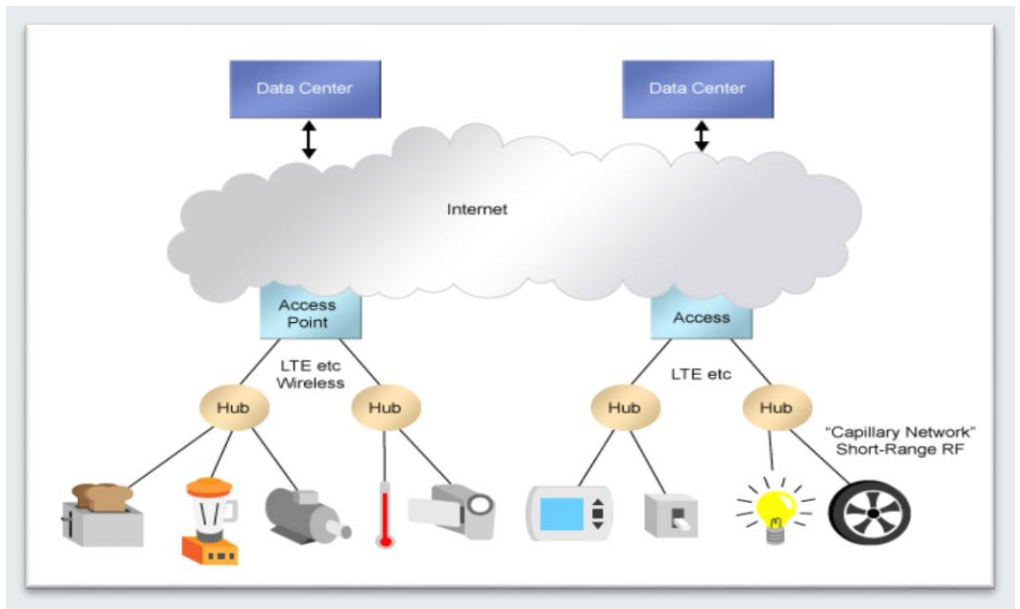 Data Center
Data Center
Internet
Access
Point
Access
LTE etc
Wireless
LTE etc
Hub
Hub
Hub
Hub
"Capillary Network"
Short-Range RF